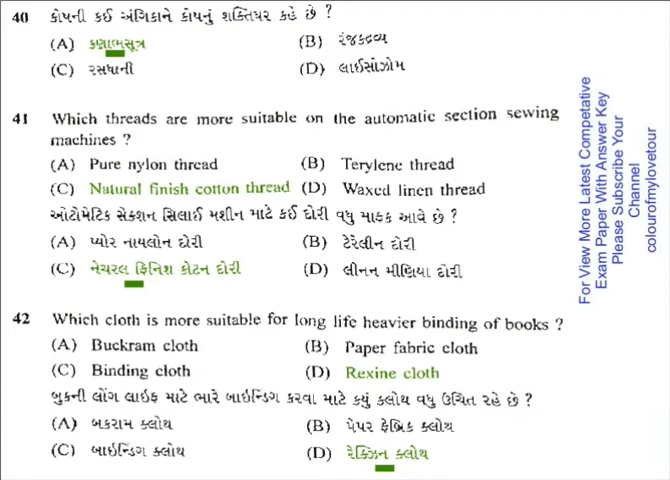 40 કોષની કઈ અંગિકાને કોષનું શક્તિઘર કહે છે ?
(A) કણાભસૂત્ર (B) રંજકદ્રવ્ય
(C) રસધાની (D) લાઈસોઝોમ
41 Which threads are more suitable on the automatic section sewing
machines ?
(A) Pure nylon thread (B) Terylene thread
(C) Natural finish cotton thread (D) Waxed linen thread
ઓટોમેટિક સેક્શન સિલાઈ મશીન માટે કઈ દોરી વધુ માફક આવે છે ?
(A) પ્યોર નાયલોન દોરી (B) ટેરેલીન દોરી
(C) નેચરલ ફિનિશ કોટન દોરી (D) લીનન મીણિયા દોરી
42 Which cloth is more suitable for long life heavier binding of books ?
(A) Buckram cloth (B) Paper fabric cloth
(C) Binding cloth (D) Rexine cloth
બુકની લોંગ લાઇફ માટે ભારે બાઇન્ડિંગ કરવા માટે કયું ક્લોથ વધુ ઉચિત રહે છે ?
(A) બકરામ ક્લોથ (B) પેપર ફેબ્રિક ક્લોથ
(C) બાઇન્ડિંગ ક્લોથ (D) રેક્ઝિન ક્લોથ
For View More Latest Competative
Exam Paper With Answer Key
Please Subscribe Your
Channel
colourofmylovetour